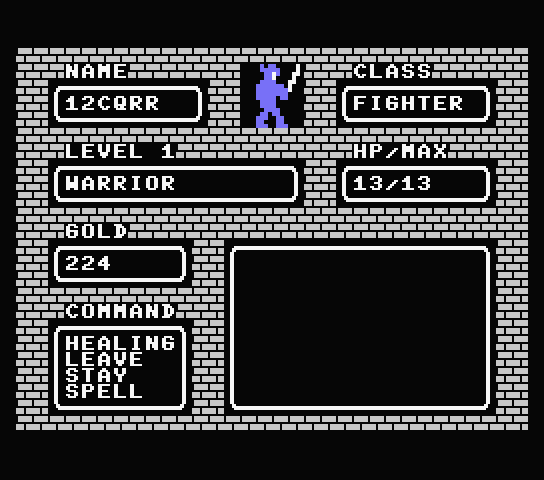 NAME
CLASS
12CQRR
FIGHTER
LEVEL 1
HP/MAX
WARRIOR
13/13
GOLD
224
COMMAND
HEALING
LEAVE
STAY
SPELL